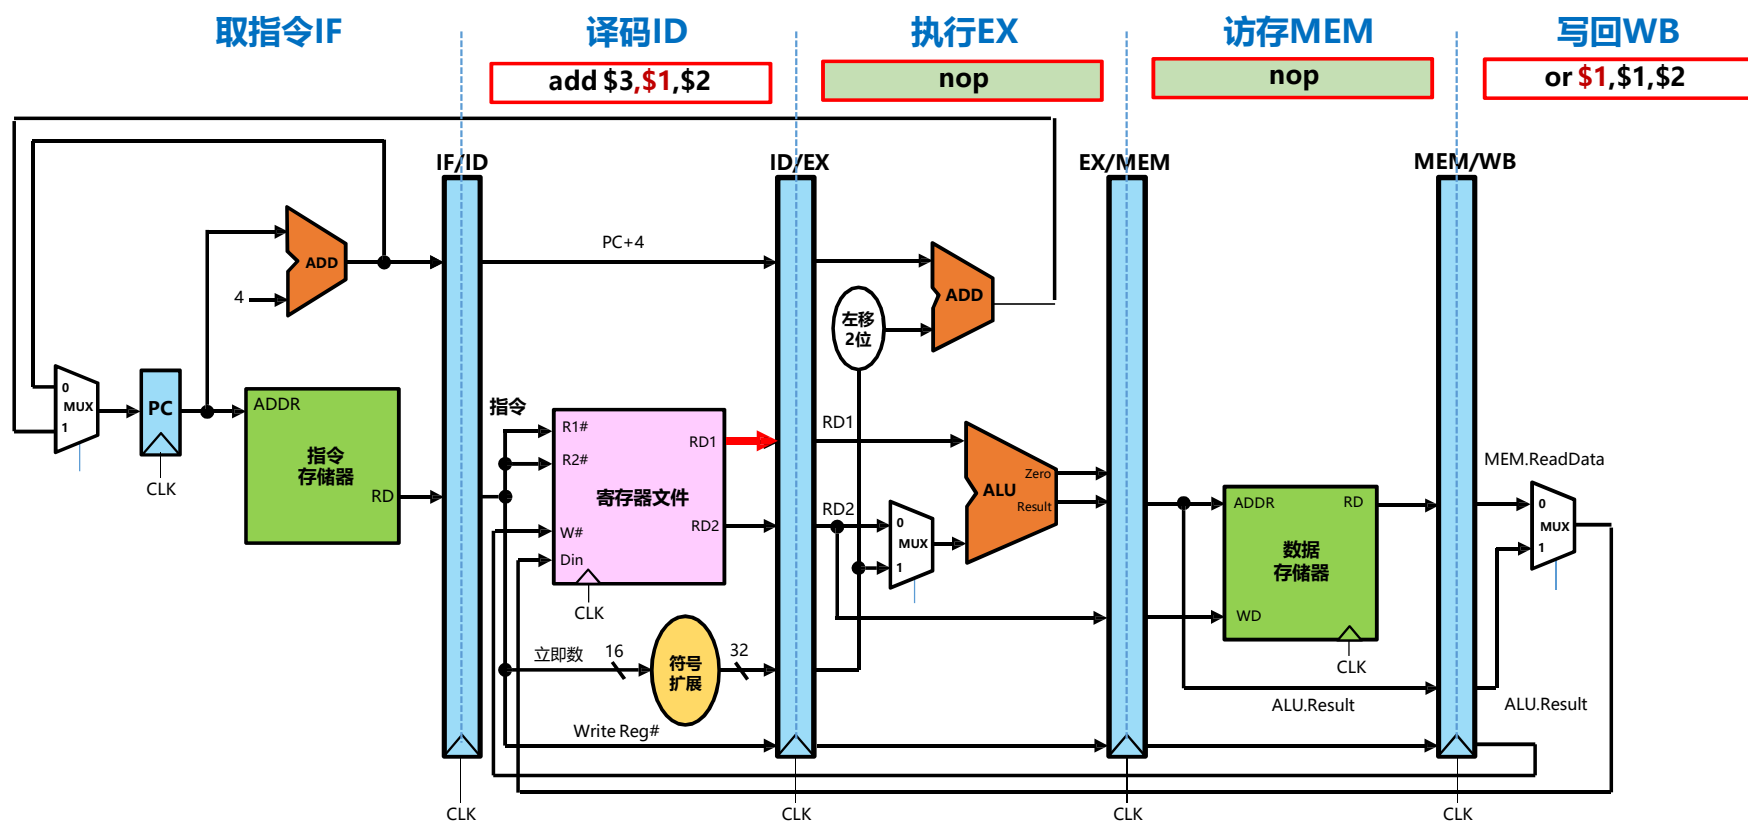 取指令IF
译码ID
执行EX
访存MEM
写回WB
add $3,$1,$2
nop
nop
or $1,$1,$2
IF/ID
ID/EX
EX/MEM
MEM/WB
PC+4
ADD
4
ADD
左移
2位
0
MUX
1
PC
CLK
ADDR
指令
存储器
RD
指令
R1#
R2#
W#
Din
RD1
RD2
寄存器文件
CLK
RD1
RD2
0
MUX
1
ALU
Zero
Result
ADDR
RD
数据
存储器
WD
CLK
MEM.ReadData
0
MUX
1
立即数
16
符号
扩展
32
ALU.Result
ALU.Result
Write Reg#
CLK
CLK
CLK
CLK